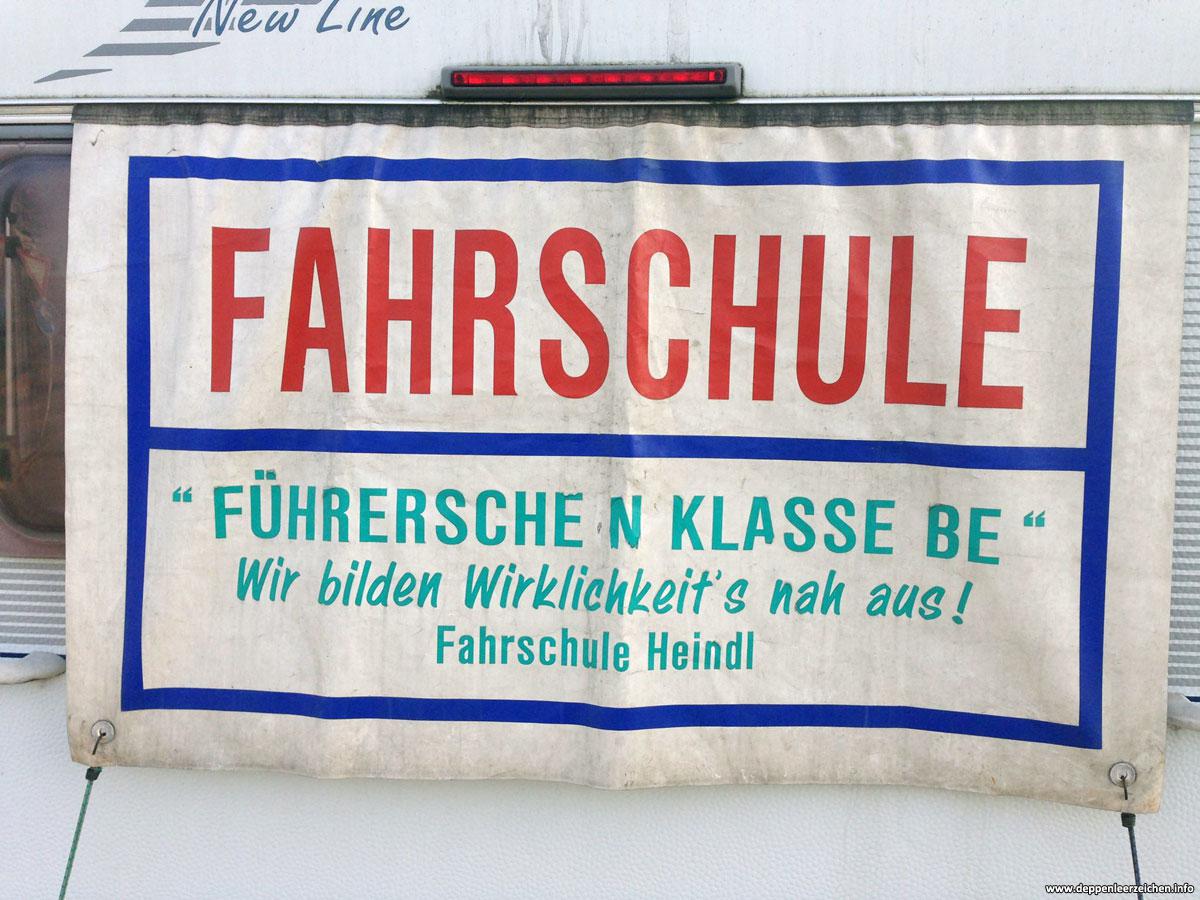 New Line
FAHRSCHULE
“ FÜHRERSCHE N KLASSE BE “
Wir bilden Wirklichkeit's nah aus!
Fahrschule Heindl
www.deppenleerzeichen.info